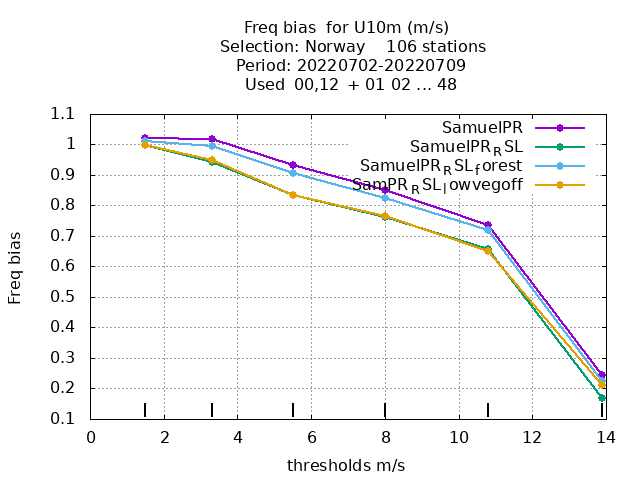 Freq bias  for U10m (m/s)
Selection: Norway    106 stations
Period: 20220702-20220709
Used  00,12  + 01 02 ... 48
SamuelPR
SamuelPR_RSL
SamuelPR_RSL_forest
SamPR_RSL_lowvegoff
1.1
1
0.9
0.8
0.7
0.6
0.5
0.4
0.3
0.2
0.1
Freq bias
0 2 4 6 8 10 12 14
thresholds m/s